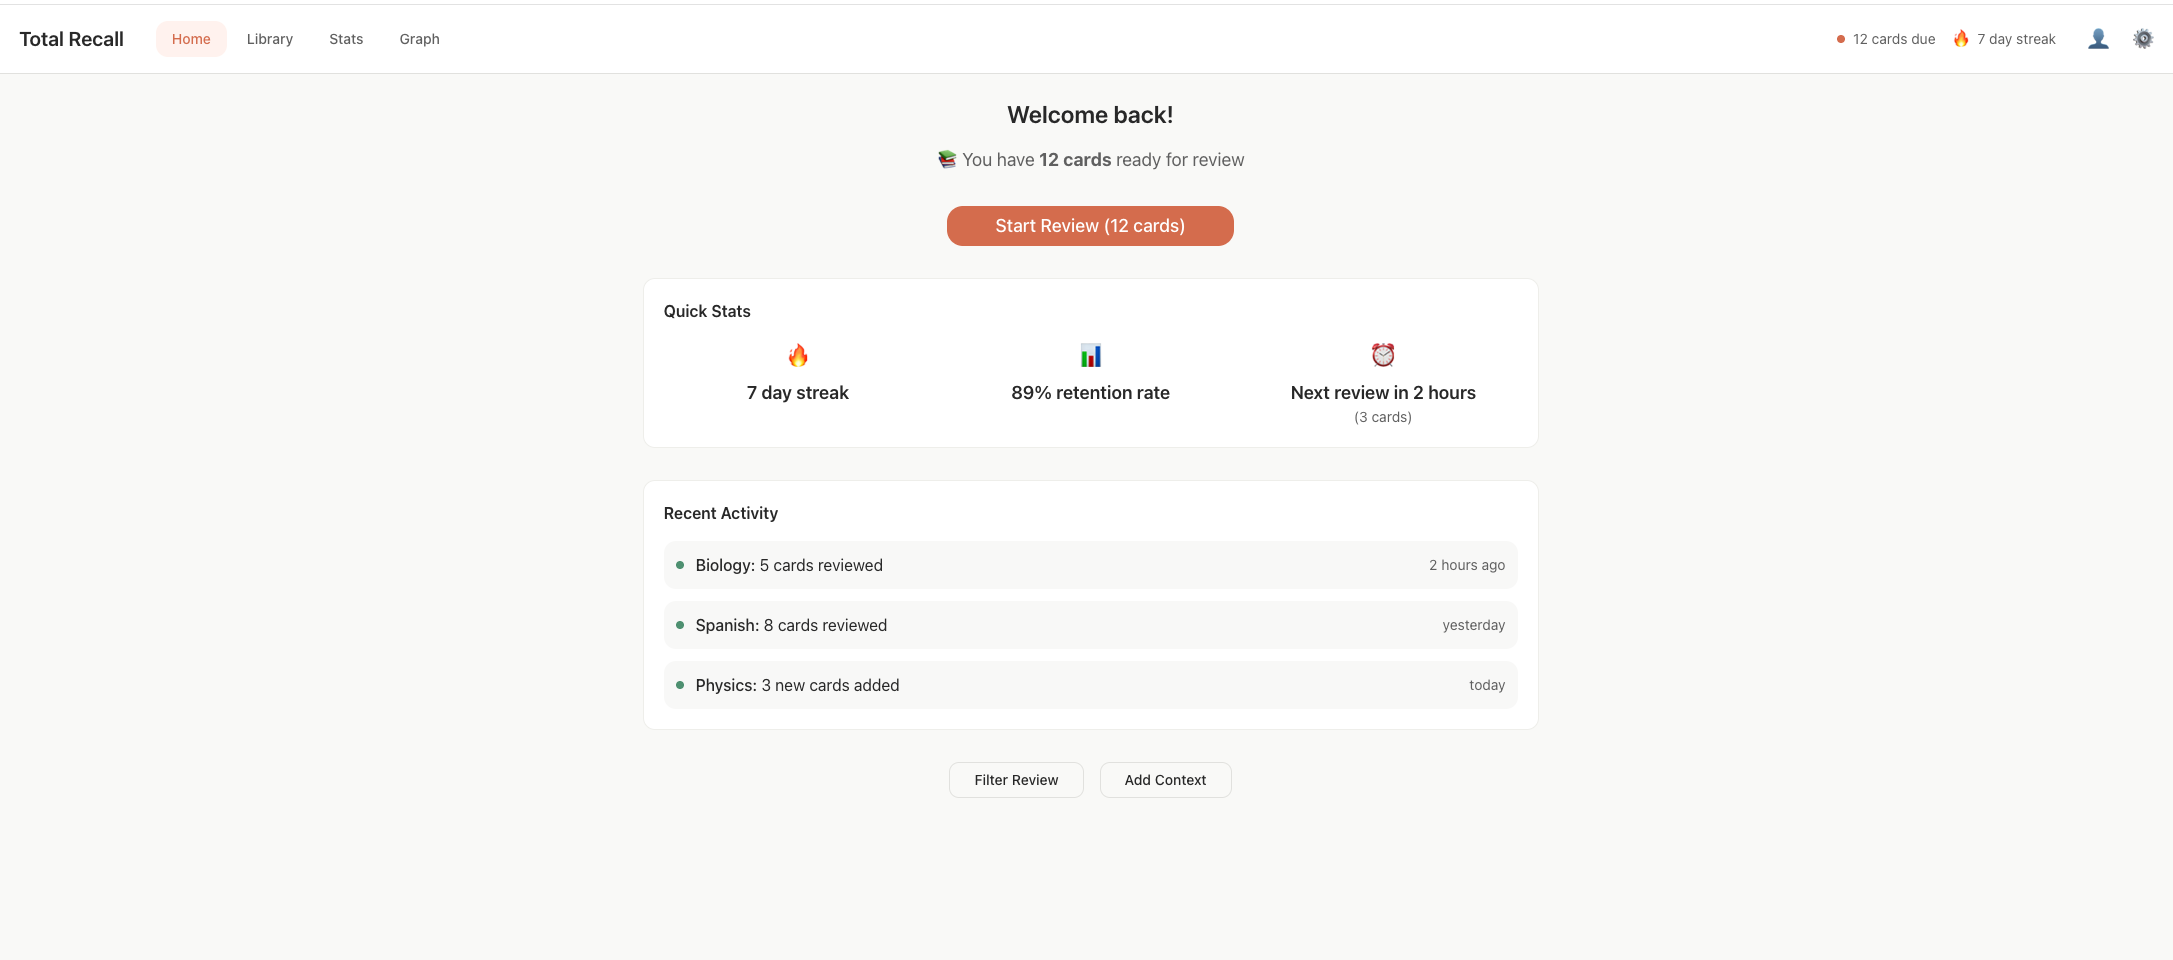 Total Recall
Home
Library
Stats
Graph
12 cards due
7 day streak
Welcome back!
You have 12 cards ready for review
Start Review (12 cards)
Quick Stats
7 day streak
89% retention rate
Next review in 2 hours
(3 cards)
Recent Activity
Biology: 5 cards reviewed
2 hours ago
Spanish: 8 cards reviewed
yesterday
Physics: 3 new cards added
today
Filter Review
Add Context